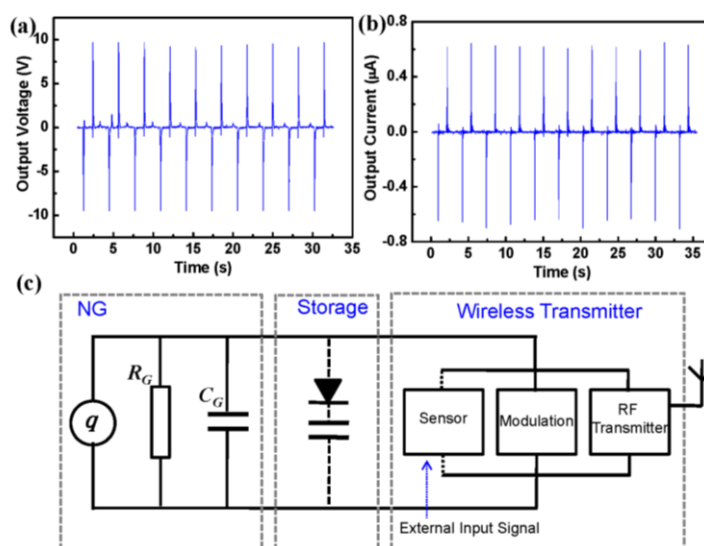 (a)
10
5
0
-5
-10
Output Voltage (V)
0 5 10 15 20 25 30 35
Time (s)
(b)
0.8
0.4
0.0
-0.4
-0.8
Output Current (μA)
0 5 10 15 20 25 30 35
Time (s)
(c)
NG
Storage
Wireless Transmitter
q
R_G
C_G
Sensor
Modulation
RF
Transmitter
External Input Signal